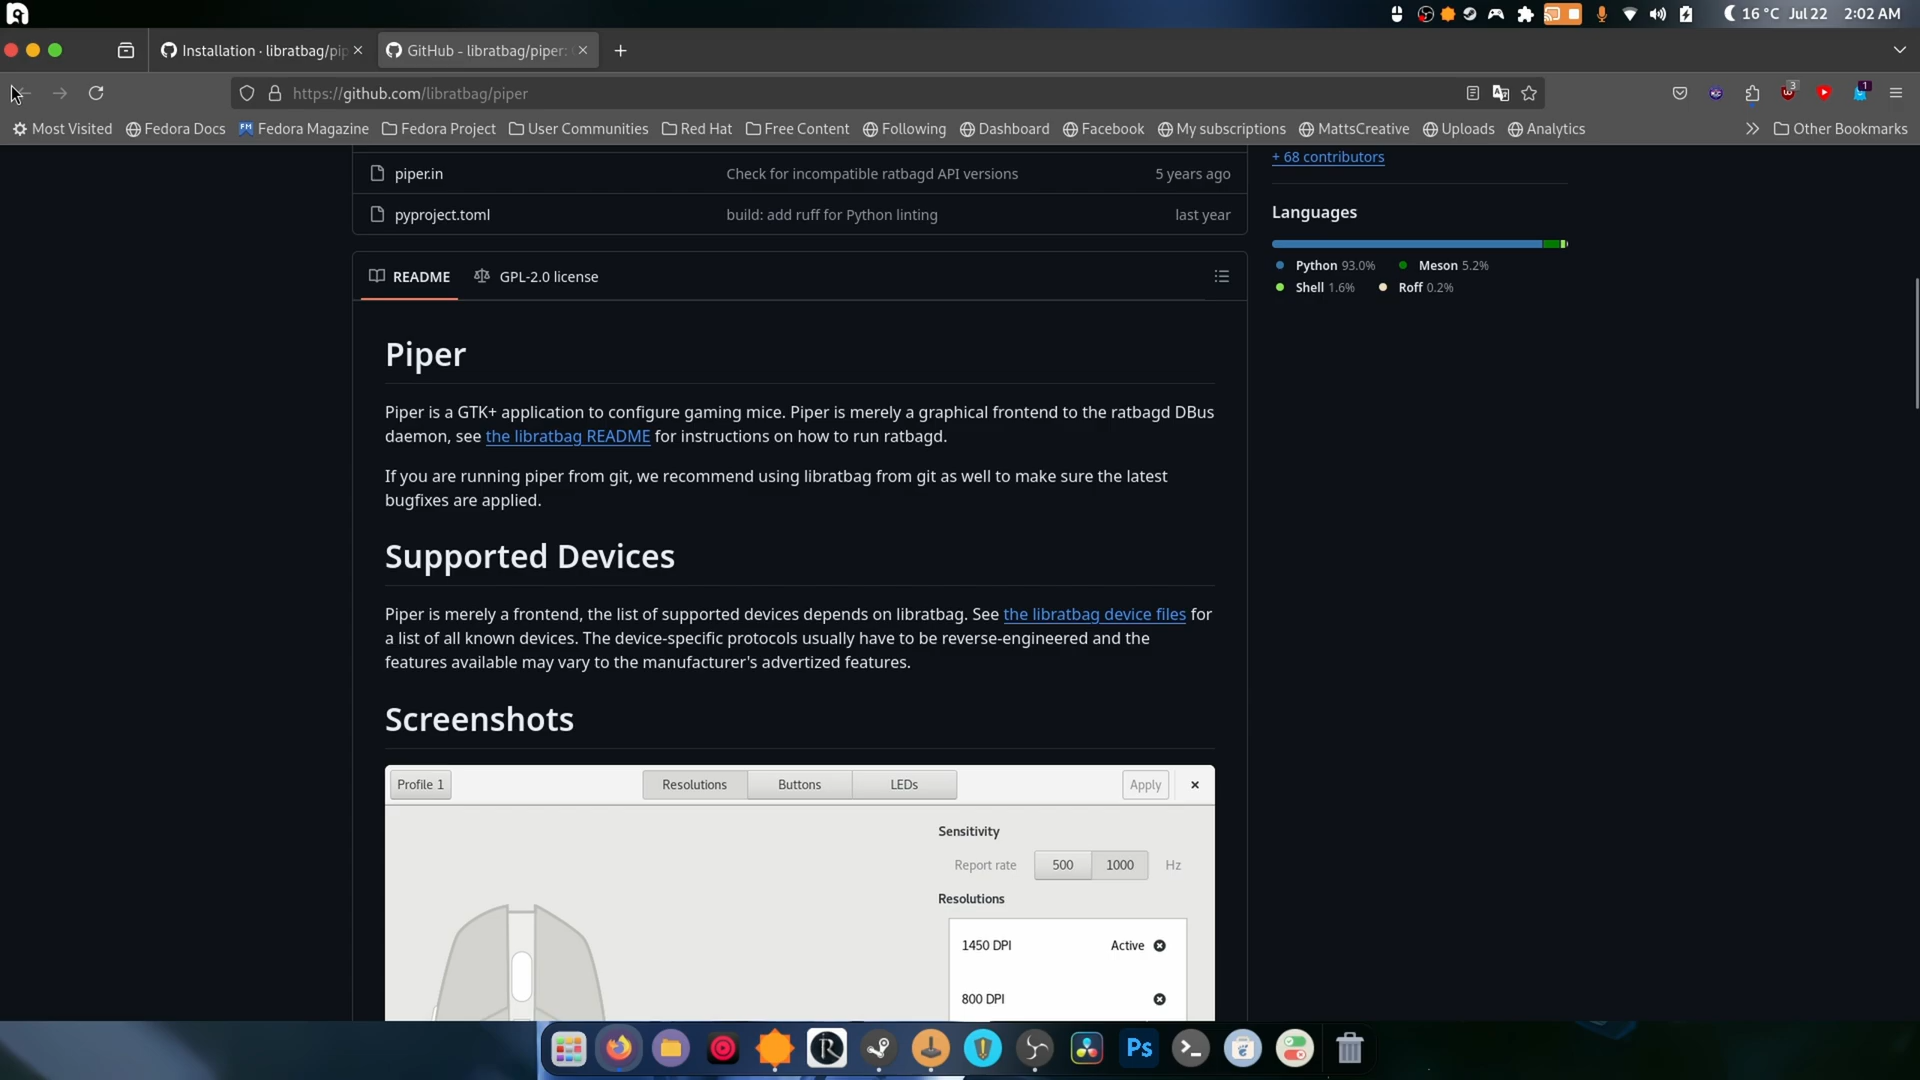 16 °C Jul 22 2:02 AM
Installation · libratbag/pip
GitHub - libratbag/piper:
https://github.com/libratbag/piper
3
1
Most Visited
Fedora Docs
Fedora Magazine
Fedora Project
User Communities
Red Hat
Free Content
Following
Dashboard
Facebook
My subscriptions
MattsCreative
Uploads
Analytics
Other Bookmarks
+ 68 contributors
piper.in Check for incompatible ratbagd API versions 5 years ago
pyproject.toml build: add ruff for Python linting last year
Languages
Python 93.0% Meson 5.2%
Shell 1.6% Roff 0.2%
README GPL-2.0 license
Piper
Piper is a GTK+ application to configure gaming mice. Piper is merely a graphical frontend to the ratbagd DBus
daemon, see the libratbag README for instructions on how to run ratbagd.
If you are running piper from git, we recommend using libratbag from git as well to make sure the latest
bugfixes are applied.
Supported Devices
Piper is merely a frontend, the list of supported devices depends on libratbag. See the libratbag device files for
a list of all known devices. The device-specific protocols usually have to be reverse-engineered and the
features available may vary to the manufacturer's advertized features.
Screenshots
Profile 1 Resolutions Buttons LEDs Apply
Sensitivity
Report rate 500 1000 Hz
Resolutions
1450 DPI Active
800 DPI
R
Ps